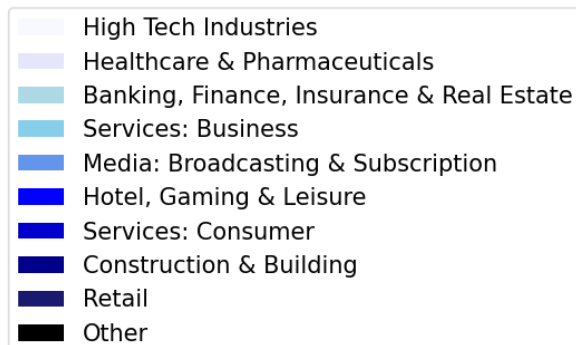 High Tech Industries
Healthcare & Pharmaceuticals
Banking, Finance, Insurance & Real Estate
Services: Business
Media: Broadcasting & Subscription
Hotel, Gaming & Leisure
Services: Consumer
Construction & Building
Retail
Other